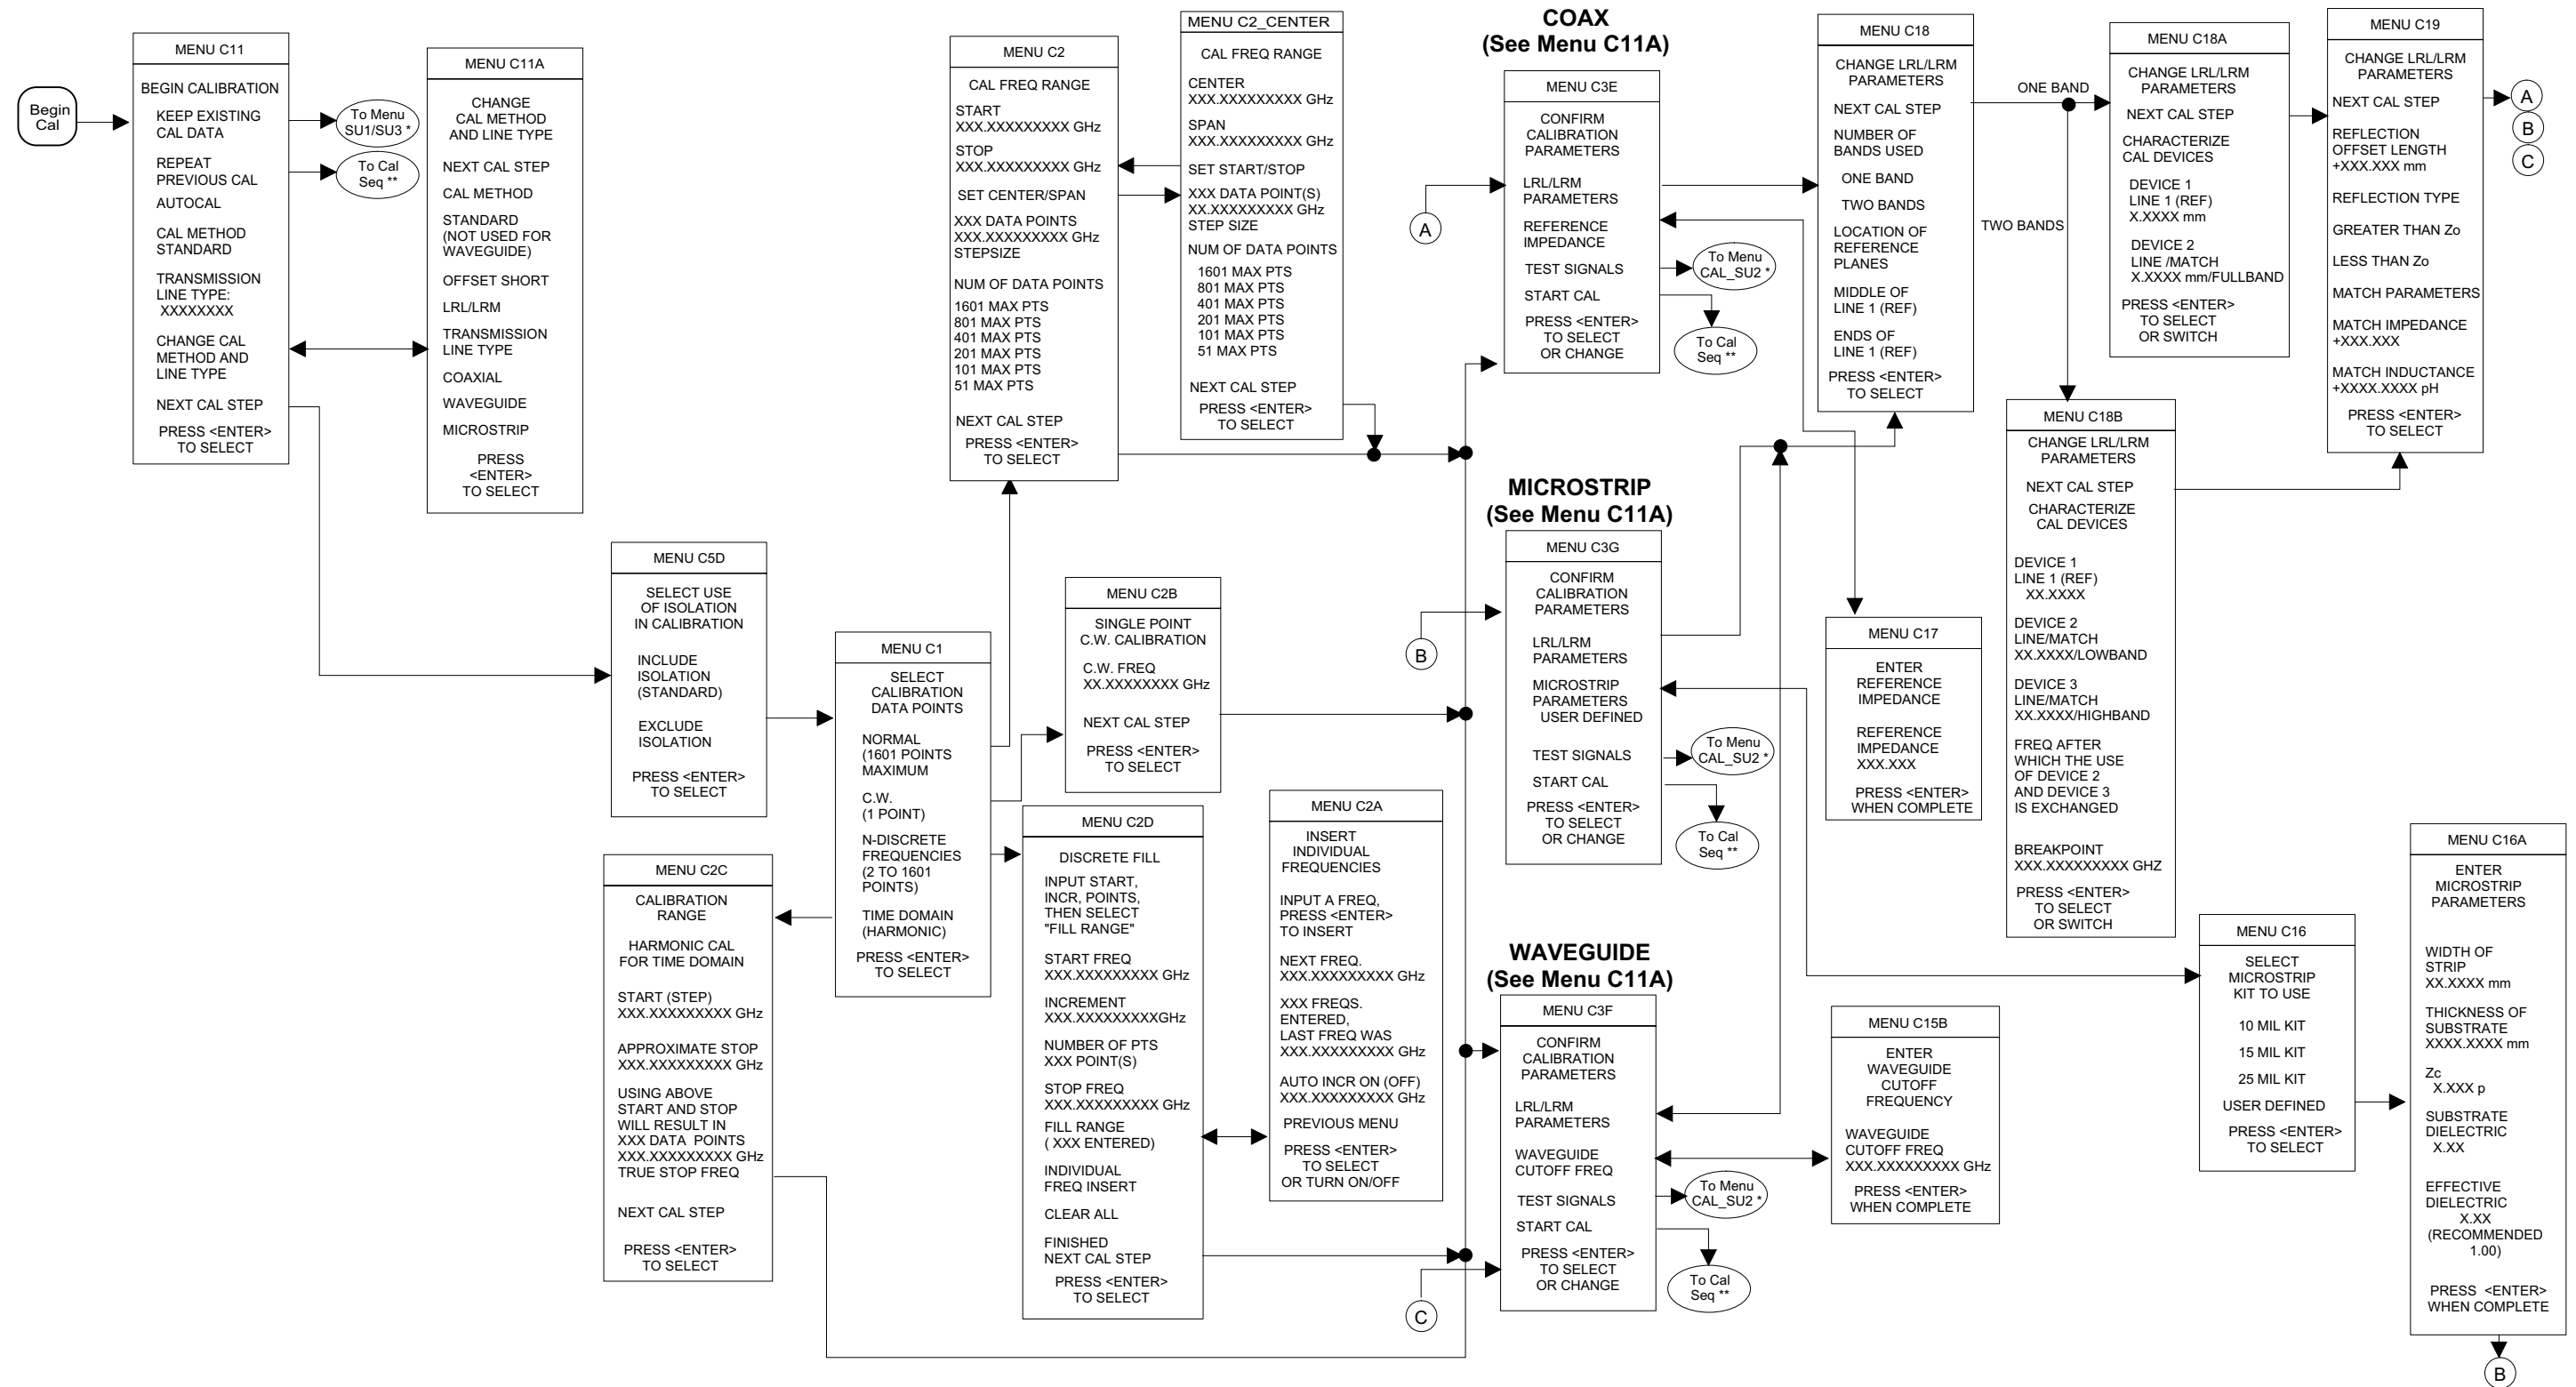 Begin
Cal
MENU C11
BEGIN CALIBRATION
KEEP EXISTING
CAL DATA
REPEAT
PREVIOUS CAL
AUTOCAL
CAL METHOD
STANDARD
TRANSMISSION
LINE TYPE:
XXXXXXXX
CHANGE CAL
METHOD AND
LINE TYPE
NEXT CAL STEP
PRESS <ENTER>
TO SELECT
To Menu
SU1/SU3 *
To Cal
Seq **
MENU C11A
CHANGE
CAL METHOD
AND LINE TYPE
NEXT CAL STEP
CAL METHOD
STANDARD
(NOT USED FOR
WAVEGUIDE)
OFFSET SHORT
LRL/LRM
TRANSMISSION
LINE TYPE
COAXIAL
WAVEGUIDE
MICROSTRIP
PRESS
<ENTER>
TO SELECT
MENU C5D
SELECT USE
OF ISOLATION
IN CALIBRATION
INCLUDE
ISOLATION
(STANDARD)
EXCLUDE
ISOLATION
PRESS <ENTER>
TO SELECT
MENU C1
SELECT
CALIBRATION
DATA POINTS
NORMAL
(1601 POINTS
MAXIMUM
C.W.
(1 POINT)
N-DISCRETE
FREQUENCIES
(2 TO 1601
POINTS)
TIME DOMAIN
(HARMONIC)
PRESS <ENTER>
TO SELECT
MENU C2C
CALIBRATION
RANGE
HARMONIC CAL
FOR TIME DOMAIN
START (STEP)
XXX.XXXXXXXXX GHz
APPROXIMATE STOP
XXX.XXXXXXXXX GHz
USING ABOVE
START AND STOP
WILL RESULT IN
XXX DATA  POINTS
XXX.XXXXXXXXX GHz
TRUE STOP FREQ
NEXT CAL STEP
PRESS <ENTER>
TO SELECT
MENU C2
CAL FREQ RANGE
START
XXX.XXXXXXXXX GHz
STOP
XXX.XXXXXXXXX GHz
SET CENTER/SPAN
XXX DATA POINTS
XXX.XXXXXXXXX GHz
STEPSIZE
NUM OF DATA POINTS
1601 MAX PTS
801 MAX PTS
401 MAX PTS
201 MAX PTS
101 MAX PTS
51 MAX PTS
NEXT CAL STEP
PRESS <ENTER>
TO SELECT
MENU C2_CENTER
CAL FREQ RANGE
CENTER
XXX.XXXXXXXXX GHz
SPAN
XXX.XXXXXXXXX GHz
SET START/STOP
XXX DATA POINT(S)
XX.XXXXXXXXX GHz
STEP SIZE
NUM OF DATA POINTS
1601 MAX PTS
801 MAX PTS
401 MAX PTS
201 MAX PTS
101 MAX PTS
51 MAX PTS
NEXT CAL STEP
PRESS <ENTER>
TO SELECT
MENU C2B
SINGLE POINT
C.W. CALIBRATION
C.W. FREQ
XX.XXXXXXXX GHz
NEXT CAL STEP
PRESS <ENTER>
TO SELECT
MENU C2D
DISCRETE FILL
INPUT START,
INCR, POINTS,
THEN SELECT
"FILL RANGE"
START FREQ
XXX.XXXXXXXXX GHz
INCREMENT
XXX.XXXXXXXXXGHz
NUMBER OF PTS
XXX POINT(S)
STOP FREQ
XXX.XXXXXXXXX GHz
FILL RANGE
( XXX ENTERED)
INDIVIDUAL
FREQ INSERT
CLEAR ALL
FINISHED
NEXT CAL STEP
PRESS <ENTER>
TO SELECT
MENU C2A
INSERT
INDIVIDUAL
FREQUENCIES
INPUT A FREQ,
PRESS <ENTER>
TO INSERT
NEXT FREQ.
XXX.XXXXXXXXX GHz
XXX FREQS.
ENTERED,
LAST FREQ WAS
XXX.XXXXXXXXX GHz
AUTO INCR ON (OFF)
XXX.XXXXXXXXX GHz
PREVIOUS MENU
PRESS <ENTER>
TO SELECT
OR TURN ON/OFF
COAX
(See Menu C11A)
MENU C3E
CONFIRM
CALIBRATION
PARAMETERS
LRL/LRM
PARAMETERS
REFERENCE
IMPEDANCE
TEST SIGNALS
START CAL
PRESS <ENTER>
TO SELECT
OR CHANGE
A
To Menu
CAL_SU2 *
To Cal
Seq **
MICROSTRIP
(See Menu C11A)
MENU C3G
CONFIRM
CALIBRATION
PARAMETERS
LRL/LRM
PARAMETERS
MICROSTRIP
PARAMETERS
USER DEFINED
TEST SIGNALS
START CAL
PRESS <ENTER>
TO SELECT
OR CHANGE
B
To Menu
CAL_SU2 *
To Cal
Seq **
WAVEGUIDE
(See Menu C11A)
MENU C3F
CONFIRM
CALIBRATION
PARAMETERS
LRL/LRM
PARAMETERS
WAVEGUIDE
CUTOFF FREQ
TEST SIGNALS
START CAL
PRESS <ENTER>
TO SELECT
OR CHANGE
C
To Menu
CAL_SU2 *
To Cal
Seq **
MENU C18
CHANGE LRL/LRM
PARAMETERS
NEXT CAL STEP
NUMBER OF
BANDS USED
ONE BAND
TWO BANDS
LOCATION OF
REFERENCE
PLANES
MIDDLE OF
LINE 1 (REF)
ENDS OF
LINE 1 (REF)
PRESS <ENTER>
TO SELECT
ONE BAND
TWO BANDS
MENU C18A
CHANGE LRL/LRM
PARAMETERS
NEXT CAL STEP
CHARACTERIZE
CAL DEVICES
DEVICE 1
LINE 1 (REF)
X.XXXX mm
DEVICE 2
LINE /MATCH
X.XXXX mm/FULLBAND
PRESS <ENTER>
TO SELECT
OR SWITCH
MENU C19
CHANGE LRL/LRM
PARAMETERS
NEXT CAL STEP
REFLECTION
OFFSET LENGTH
+XXX.XXX mm
REFLECTION TYPE
GREATER THAN Zo
LESS THAN Zo
MATCH PARAMETERS
MATCH IMPEDANCE
+XXX.XXX
MATCH INDUCTANCE
+XXXX.XXXX pH
PRESS <ENTER>
TO SELECT
A
B
C
MENU C18B
CHANGE LRL/LRM
PARAMETERS
NEXT CAL STEP
CHARACTERIZE
CAL DEVICES
DEVICE 1
LINE 1 (REF)
XX.XXXX
DEVICE 2
LINE/MATCH
XX.XXXX/LOWBAND
DEVICE 3
LINE/MATCH
XX.XXXX/HIGHBAND
FREQ AFTER
WHICH THE USE
OF DEVICE 2
AND DEVICE 3
IS EXCHANGED
BREAKPOINT
XXX.XXXXXXXXX GHZ
PRESS <ENTER>
TO SELECT
OR SWITCH
MENU C17
ENTER
REFERENCE
IMPEDANCE
REFERENCE
IMPEDANCE
XXX.XXX
PRESS <ENTER>
WHEN COMPLETE
MENU C15B
ENTER
WAVEGUIDE
CUTOFF
FREQUENCY
WAVEGUIDE
CUTOFF FREQ
XXX.XXXXXXXXX GHz
PRESS <ENTER>
WHEN COMPLETE
MENU C16
SELECT
MICROSTRIP
KIT TO USE
10 MIL KIT
15 MIL KIT
25 MIL KIT
USER DEFINED
PRESS <ENTER>
TO SELECT
MENU C16A
ENTER
MICROSTRIP
PARAMETERS
WIDTH OF
STRIP
XX.XXXX mm
THICKNESS OF
SUBSTRATE
XXXX.XXXX mm
Zc
X.XXX p
SUBSTRATE
DIELECTRIC
X.XX
EFFECTIVE
DIELECTRIC
X.XX
(RECOMMENDED
1.00)
PRESS  <ENTER>
WHEN COMPLETE
B